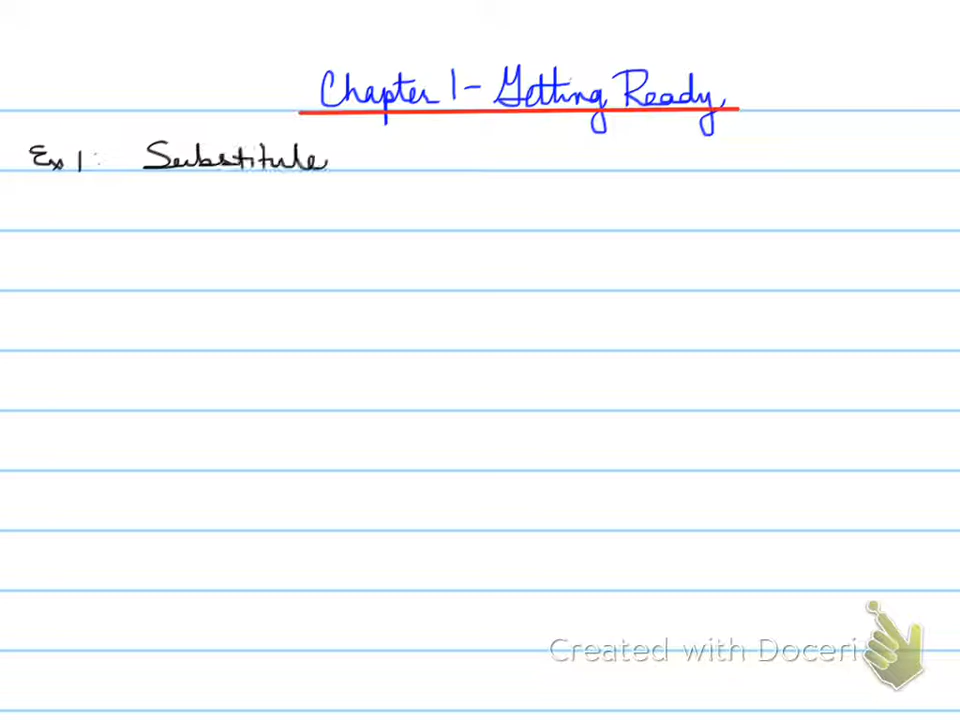 Chapter 1 - Getting Ready.
Ex 1: Substitute
Created with Doceri